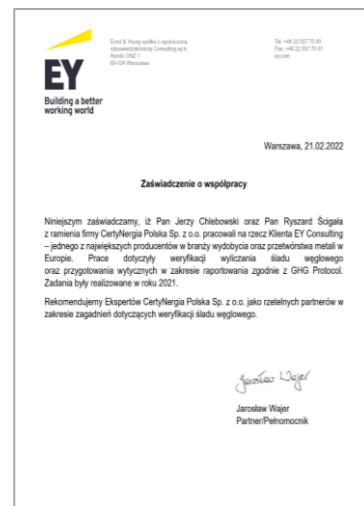 EY
Building a better
working world
Ernst & Young spółka z ograniczoną
odpowiedzialnością Consulting sp.k.
Rondo ONZ 1
00-124 Warszawa
Tel. +48 22 557 70 00
Fax. +48 22 557 70 01
ey.com
Warszawa, 21.02.2022
Zaświadczenie o współpracy
Niniejszym zaświadczamy, iż Pan Jerzy Chlebowski oraz Pan Ryszard Ścigała
z ramienia firmy CertyNergia Polska Sp. z o.o. pracowali na rzecz Klienta EY Consulting
– jednego z największych producentów w branży wydobycia oraz przetwórstwa metali w
Europie. Prace dotyczyły weryfikacji wyliczania śladu węglowego
oraz przygotowania wytycznych w zakresie raportowania zgodnie z GHG Protocol.
Zadania były realizowane w roku 2021.
Rekomendujemy Ekspertów CertyNergia Polska Sp. z o.o. jako rzetelnych partnerów w
zakresie zagadnień dotyczących weryfikacji śladu węglowego.
Jarosław Wajer
Jarosław Wajer
Partner/Pełnomocnik